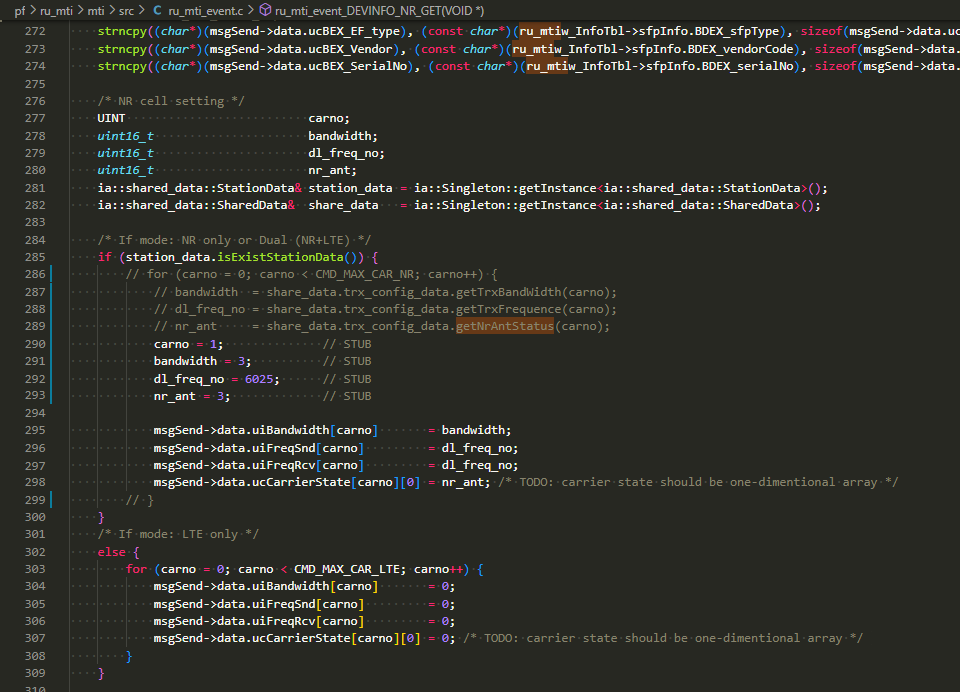 pf > ru_mti > mti > src > C ru_mti_event.c > ru_mti_event_DEVINFO_NR_GET(VOID *)
272 strncpy((char*)(msgSend->data.ucBEX_EF_type), (const char*)(ru_mtiw_InfoTbl->sfpInfo.BDEX_sfpType), sizeof(msgSend->data.uc
273 strncpy((char*)(msgSend->data.ucBEX_Vendor), (const char*)(ru_mtiw_InfoTbl->sfpInfo.BDEX_vendorCode), sizeof(msgSend->data.
274 strncpy((char*)(msgSend->data.ucBEX_SerialNo), (const char*)(ru_mtiw_InfoTbl->sfpInfo.BDEX_serialNo), sizeof(msgSend->data.
275
276 /* NR cell setting */
277 UINT carno;
278 uint16_t bandwidth;
279 uint16_t dl_freq_no;
280 uint16_t nr_ant;
281 ia::shared_data::StationData& station_data = ia::Singleton::getInstance<ia::shared_data::StationData>();
282 ia::shared_data::SharedData& share_data = ia::Singleton::getInstance<ia::shared_data::SharedData>();
283
284 /* If mode: NR only or Dual (NR+LTE) */
285 if (station_data.isExistStationData()) {
286 // for (carno = 0; carno < CMD_MAX_CAR_NR; carno++) {
287 // bandwidth = share_data.trx_config_data.getTrxBandWidth(carno);
288 // dl_freq_no = share_data.trx_config_data.getTrxFrequence(carno);
289 // nr_ant = share_data.trx_config_data.getNrAntStatus(carno);
290 carno = 1; // STUB
291 bandwidth = 3; // STUB
292 dl_freq_no = 6025; // STUB
293 nr_ant = 3; // STUB
294
295 msgSend->data.uiBandwidth[carno] = bandwidth;
296 msgSend->data.uiFreqSnd[carno] = dl_freq_no;
297 msgSend->data.uiFreqRcv[carno] = dl_freq_no;
298 msgSend->data.ucCarrierState[carno][0] = nr_ant; /* TODO: carrier state should be one-dimentional array */
299 // }
300 }
301 /* If mode: LTE only */
302 else {
303 for (carno = 0; carno < CMD_MAX_CAR_LTE; carno++) {
304 msgSend->data.uiBandwidth[carno] = 0;
305 msgSend->data.uiFreqSnd[carno] = 0;
306 msgSend->data.uiFreqRcv[carno] = 0;
307 msgSend->data.ucCarrierState[carno][0] = 0; /* TODO: carrier state should be one-dimentional array */
308 }
309 }
310